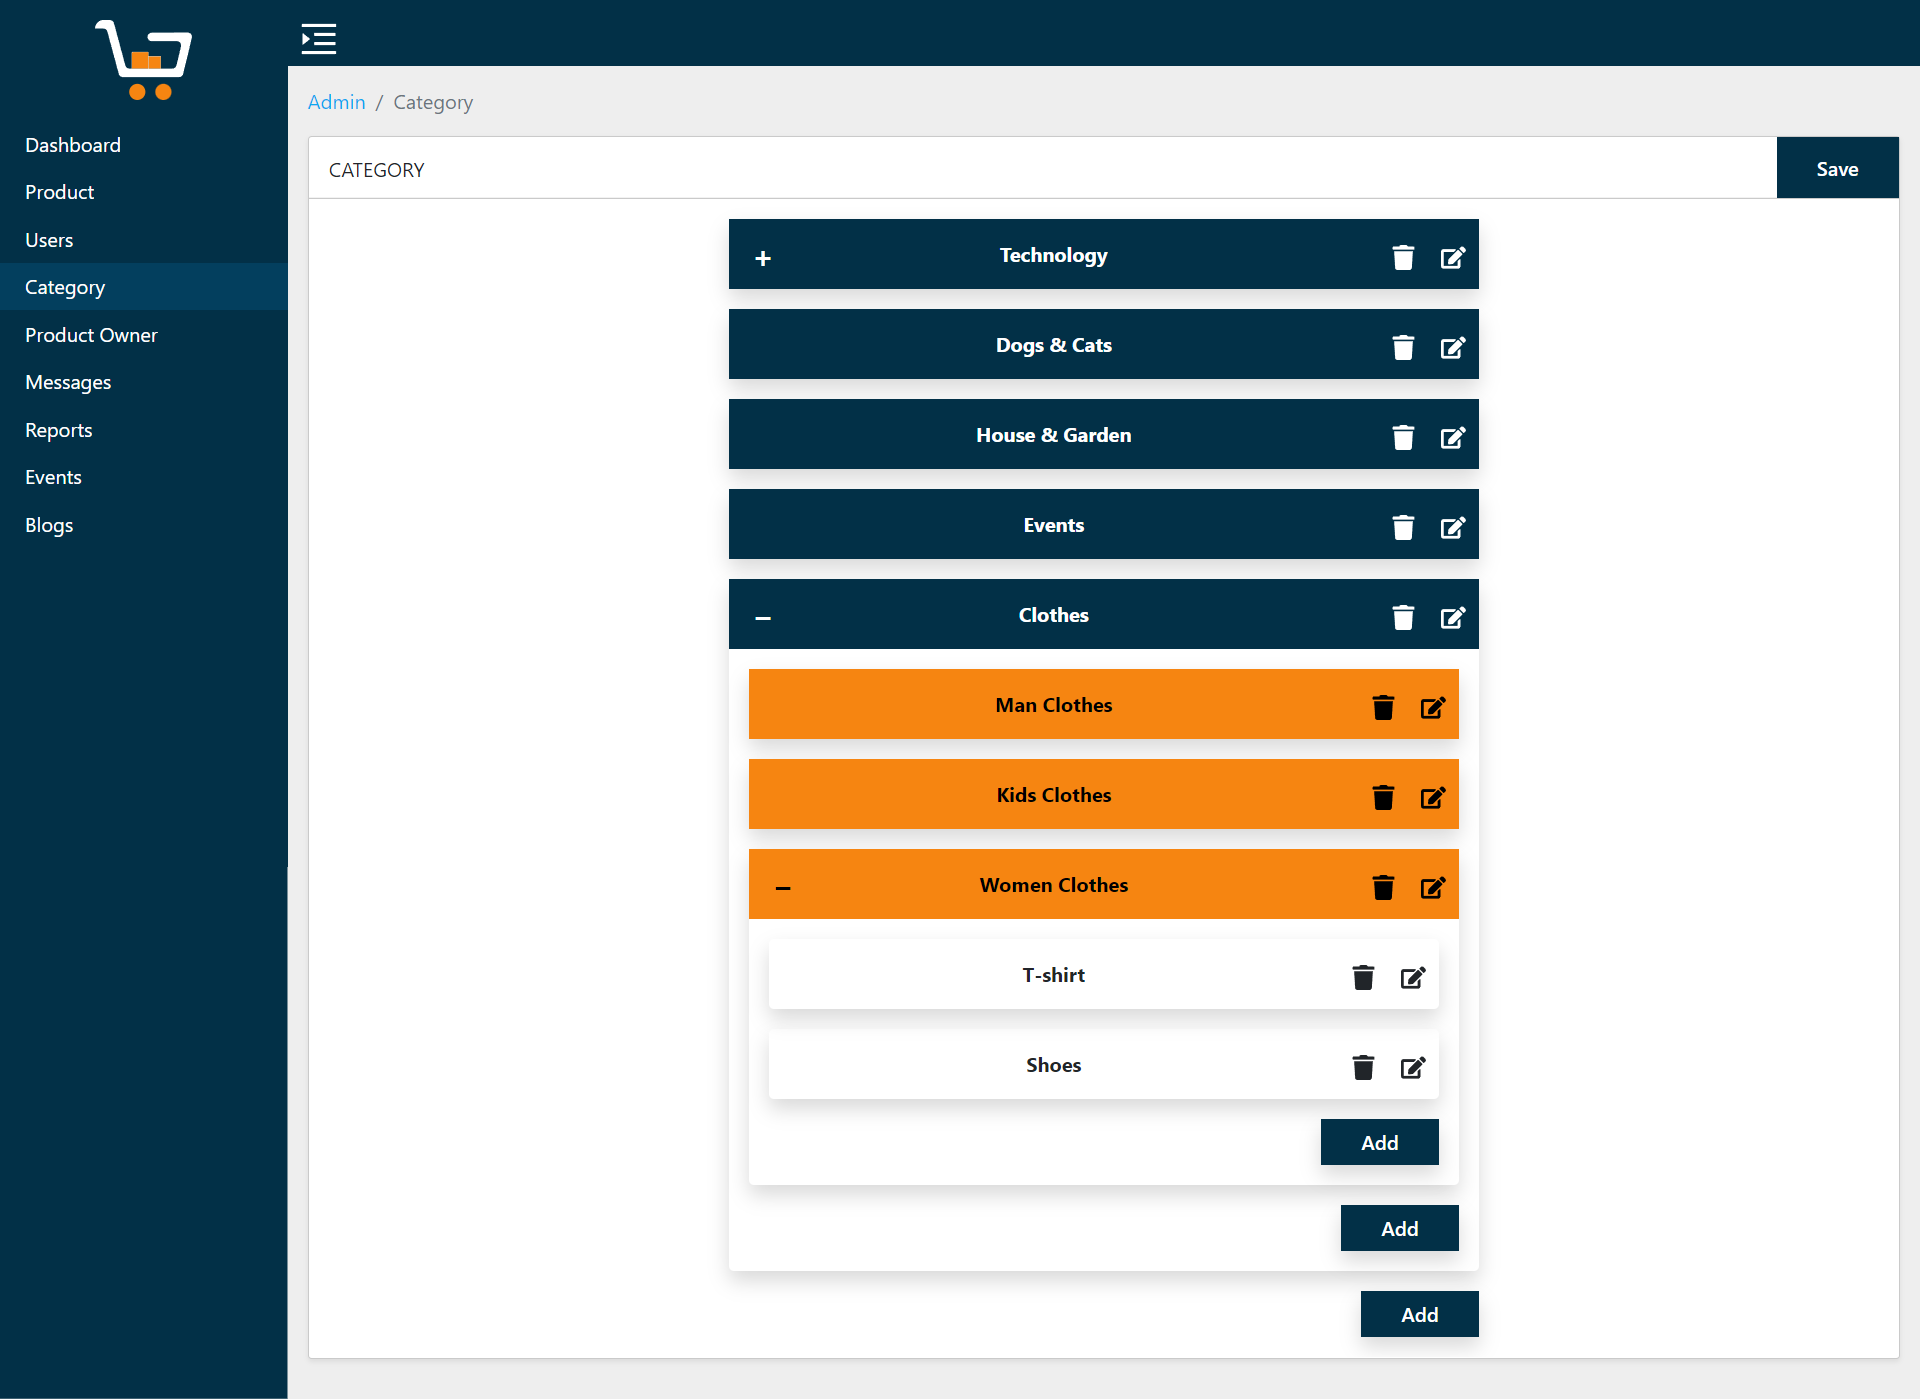 Dashboard
Product
Users
Category
Product Owner
Messages
Reports
Events
Blogs
Admin / Category
CATEGORY
Save
Technology
Dogs & Cats
House & Garden
Events
Clothes
Man Clothes
Kids Clothes
Women Clothes
T-shirt
Shoes
Add
Add
Add